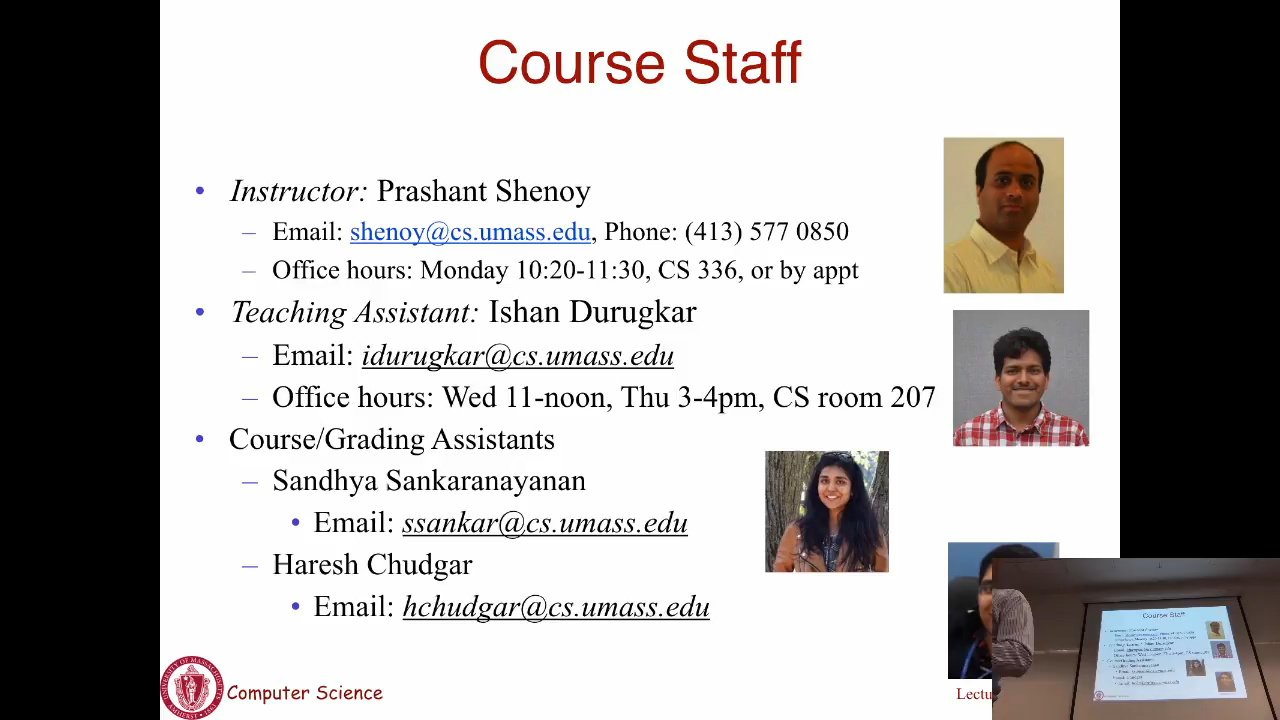 Course Staff
• Instructor: Prashant Shenoy
– Email: shenoy@cs.umass.edu, Phone: (413) 577 0850
– Office hours: Monday 10:20-11:30, CS 336, or by appt
• Teaching Assistant: Ishan Durugkar
– Email: idurugkar@cs.umass.edu
– Office hours: Wed 11-noon, Thu 3-4pm, CS room 207
• Course/Grading Assistants
– Sandhya Sankaranayanan
• Email: ssankar@cs.umass.edu
– Haresh Chudgar
• Email: hchudgar@cs.umass.edu
Computer Science
Lectu
Course Staff